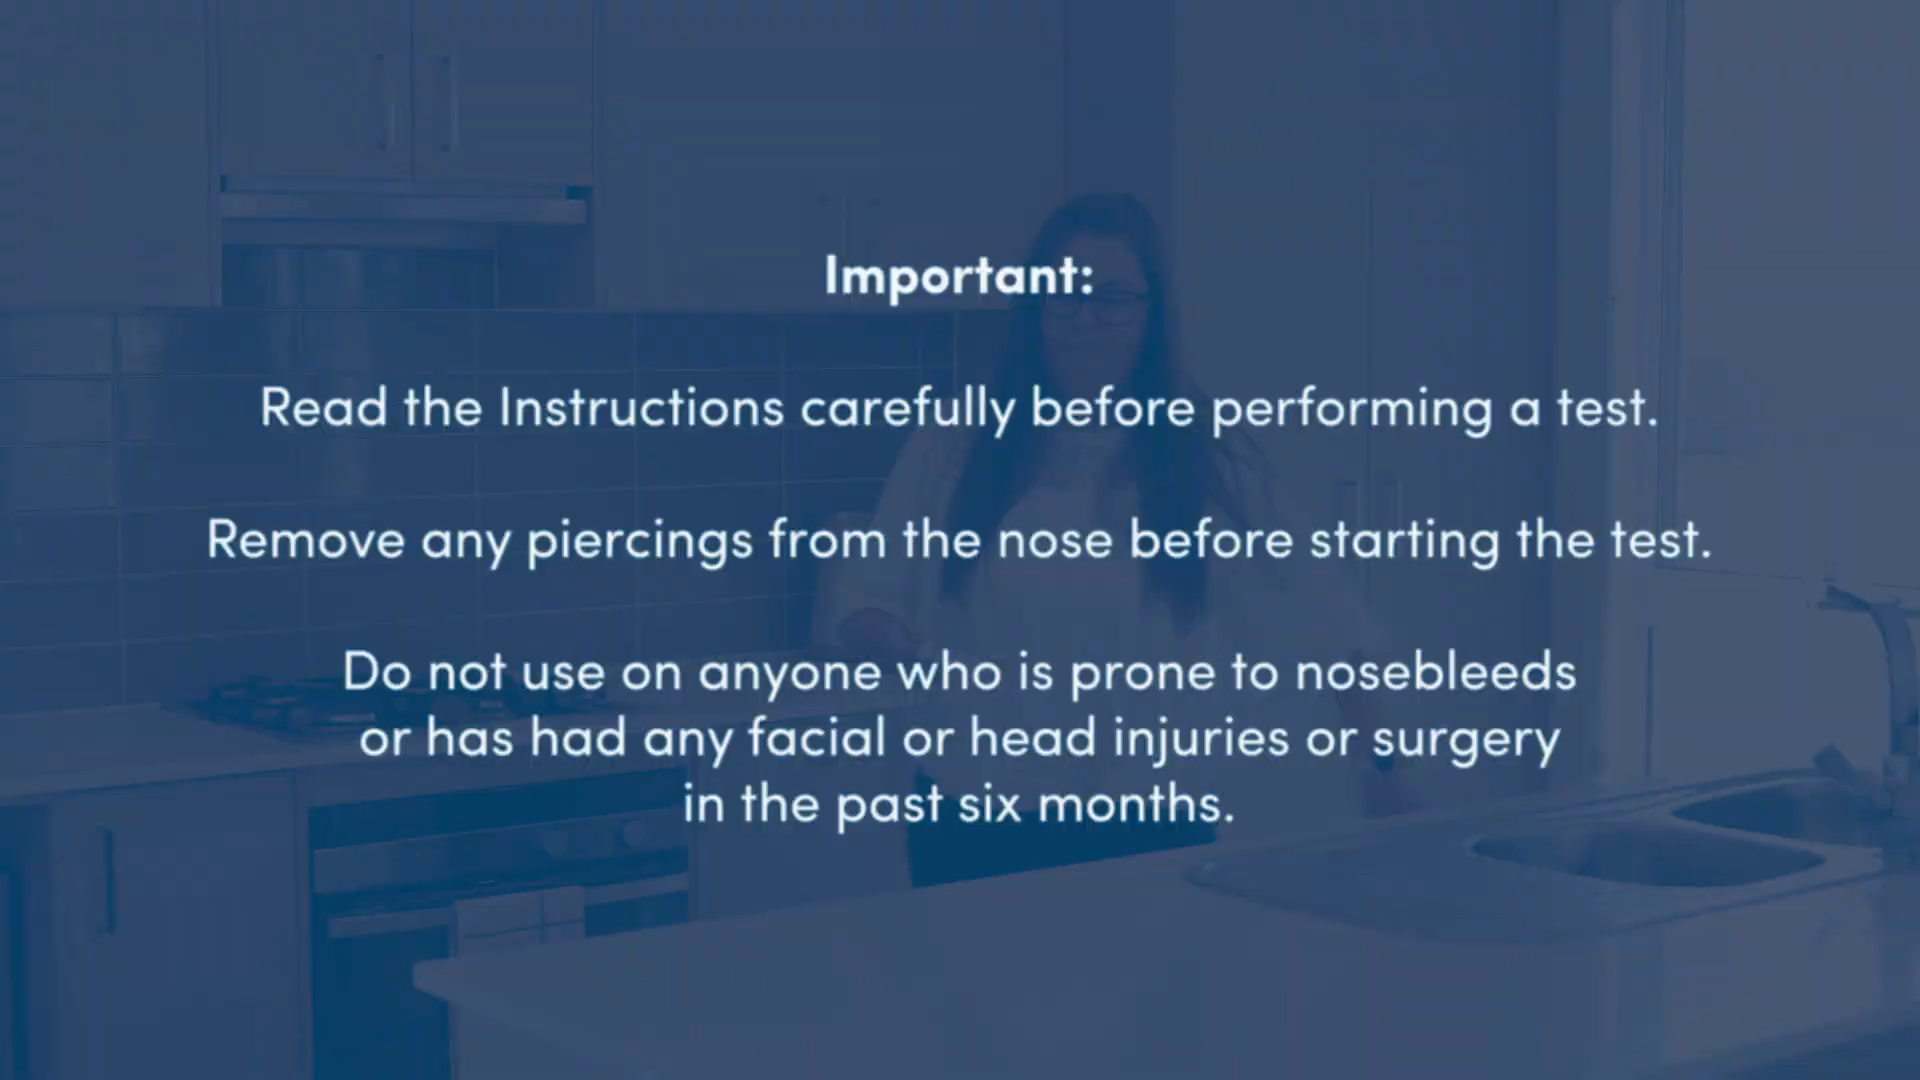 Important:
Read the Instructions carefully before performing a test.
Remove any piercings from the nose before starting the test.
Do not use on anyone who is prone to nosebleeds
or has had any facial or head injuries or surgery
in the past six months.